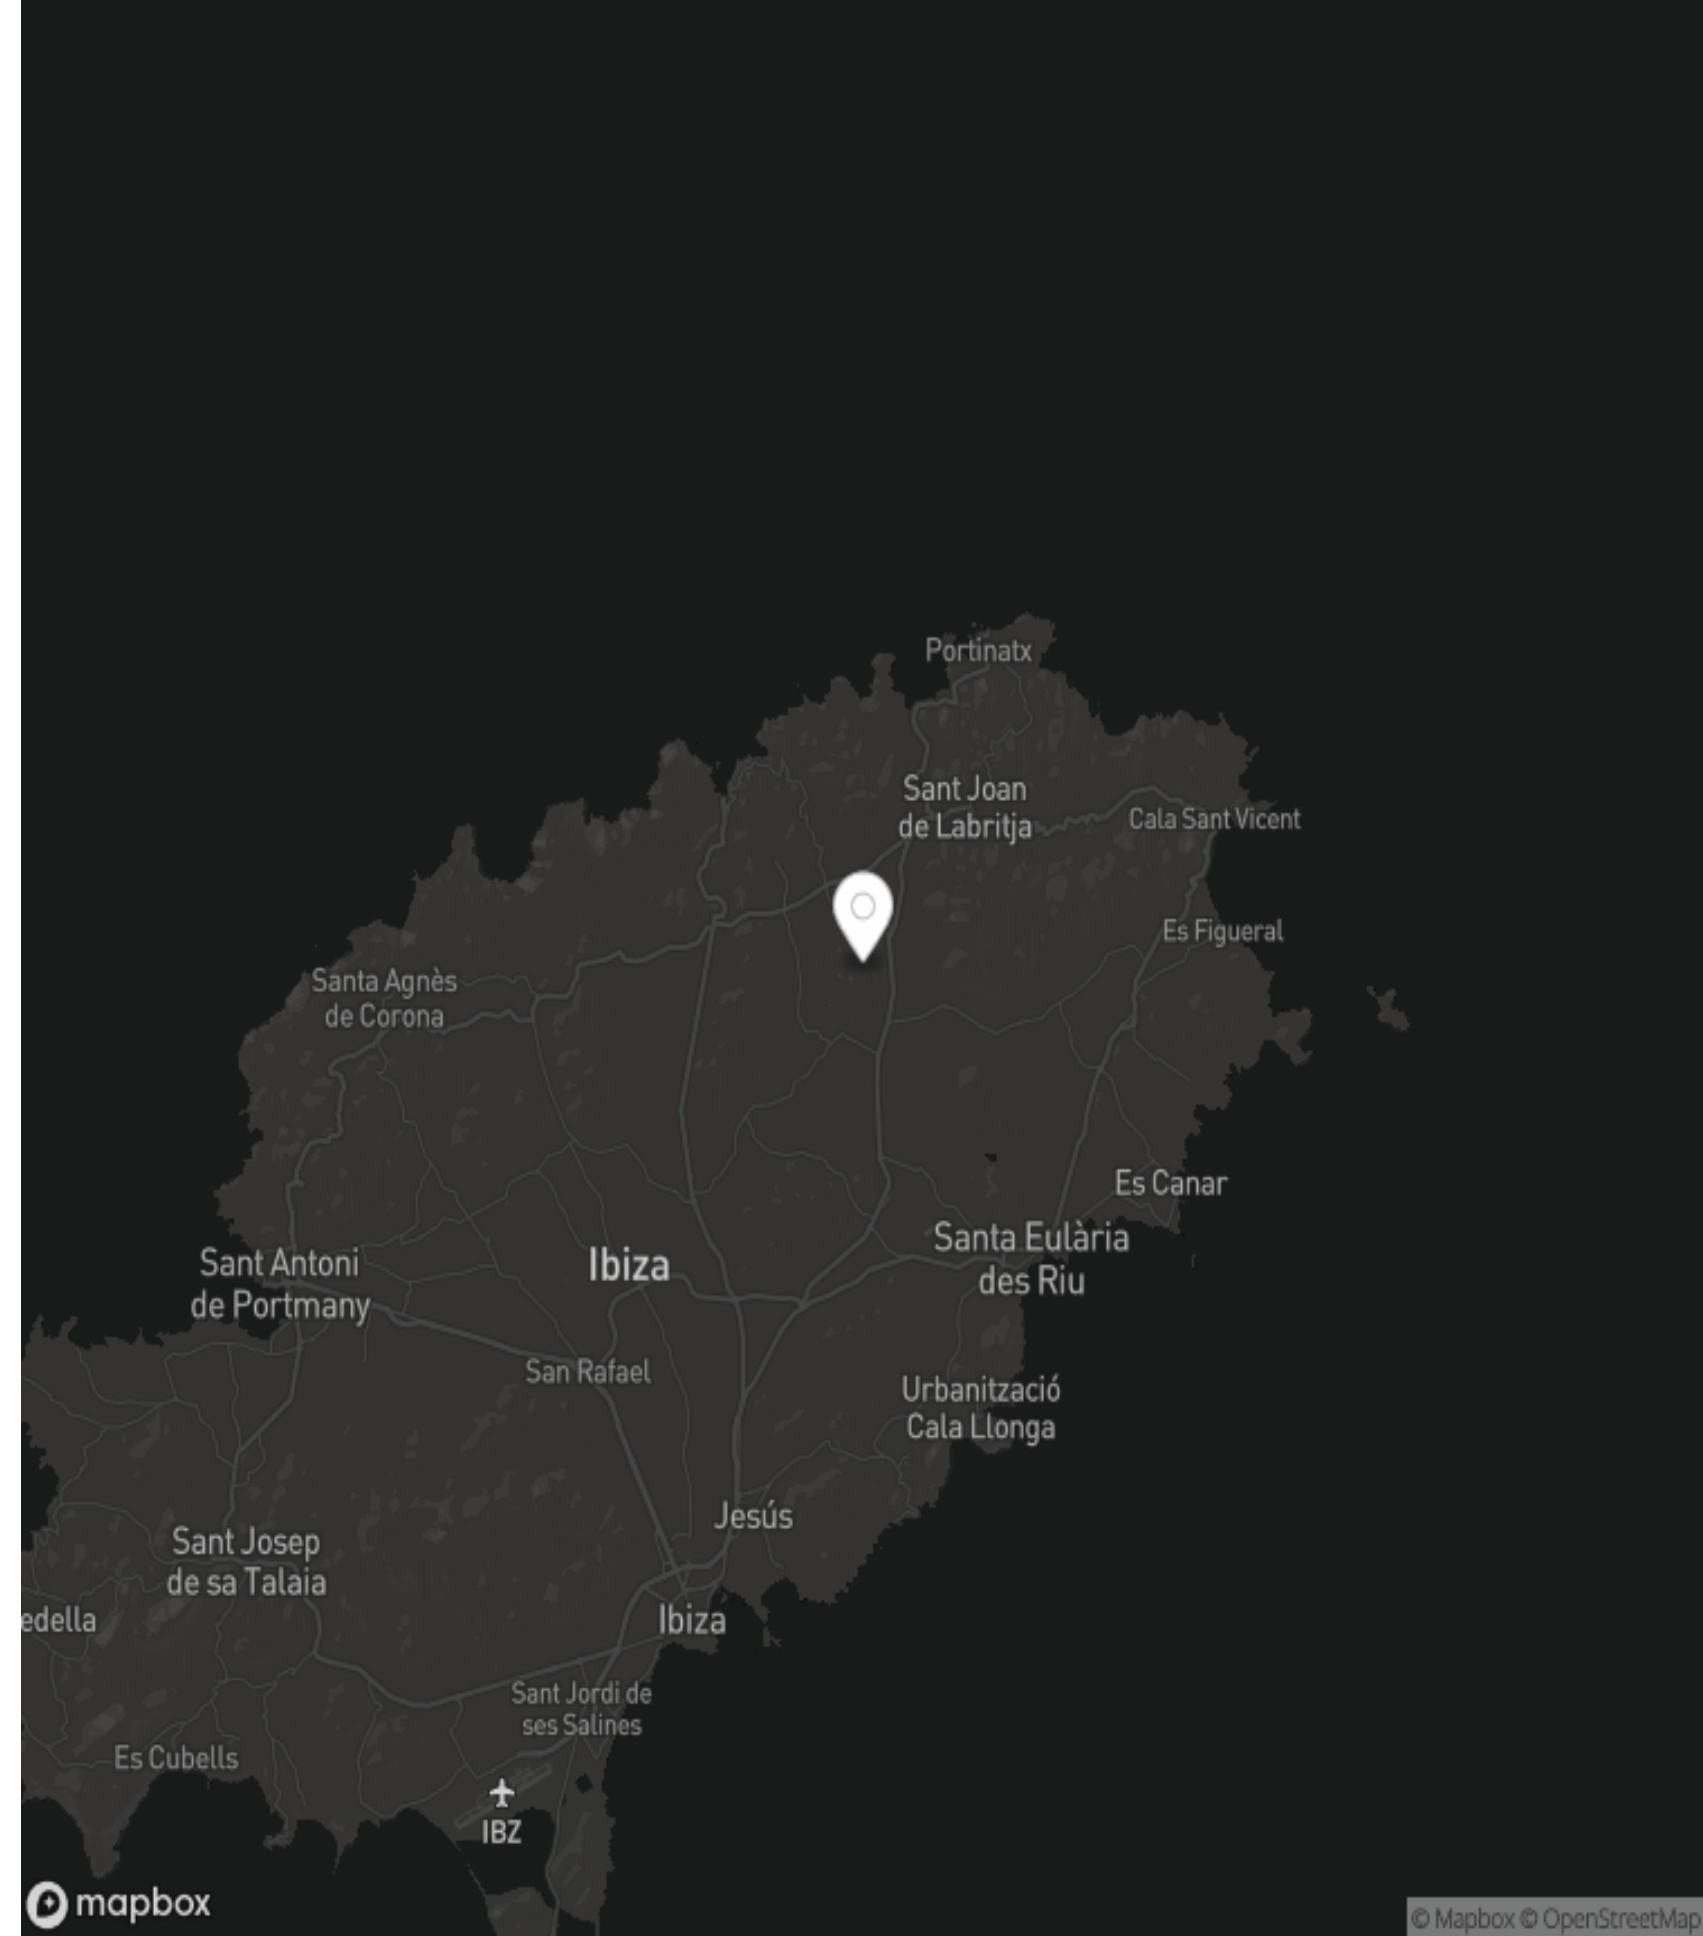 Portinatx
Sant Joan
de Labritja
Cala Sant Vicent
Es Figueral
Santa Agnès
de Corona
Es Canar
Santa Eulària
des Riu
Sant Antoni
de Portmany
Ibiza
San Rafael
Urbanització
Cala Llonga
Jesús
Sant Josep
de sa Talaia
edella
Ibiza
Sant Jordi de
ses Salines
Es Cubells
IBZ
mapbox
© Mapbox © OpenStreetMap